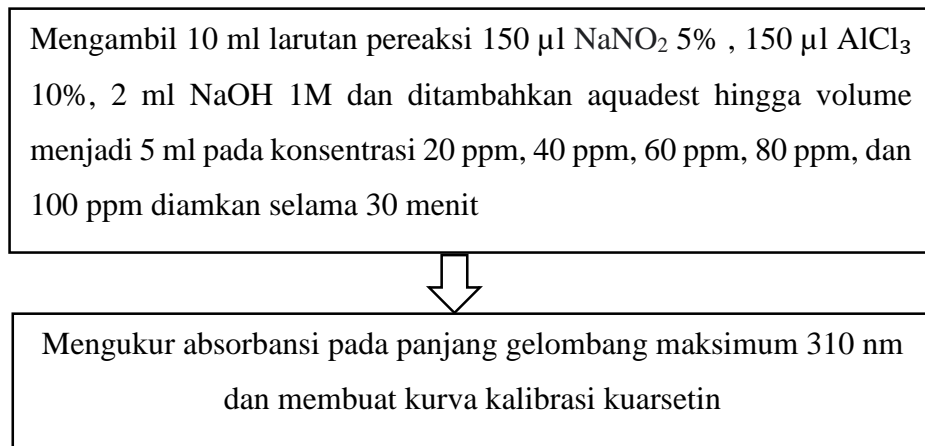 Mengambil 10 ml larutan pereaksi 150 µl NaNO₂ 5% , 150 µl AlCl₃
10%, 2 ml NaOH 1M dan ditambahkan aquadest hingga volume
menjadi 5 ml pada konsentrasi 20 ppm, 40 ppm, 60 ppm, 80 ppm, dan
100 ppm diamkan selama 30 menit
Mengukur absorbansi pada panjang gelombang maksimum 310 nm
dan membuat kurva kalibrasi kuarsetin